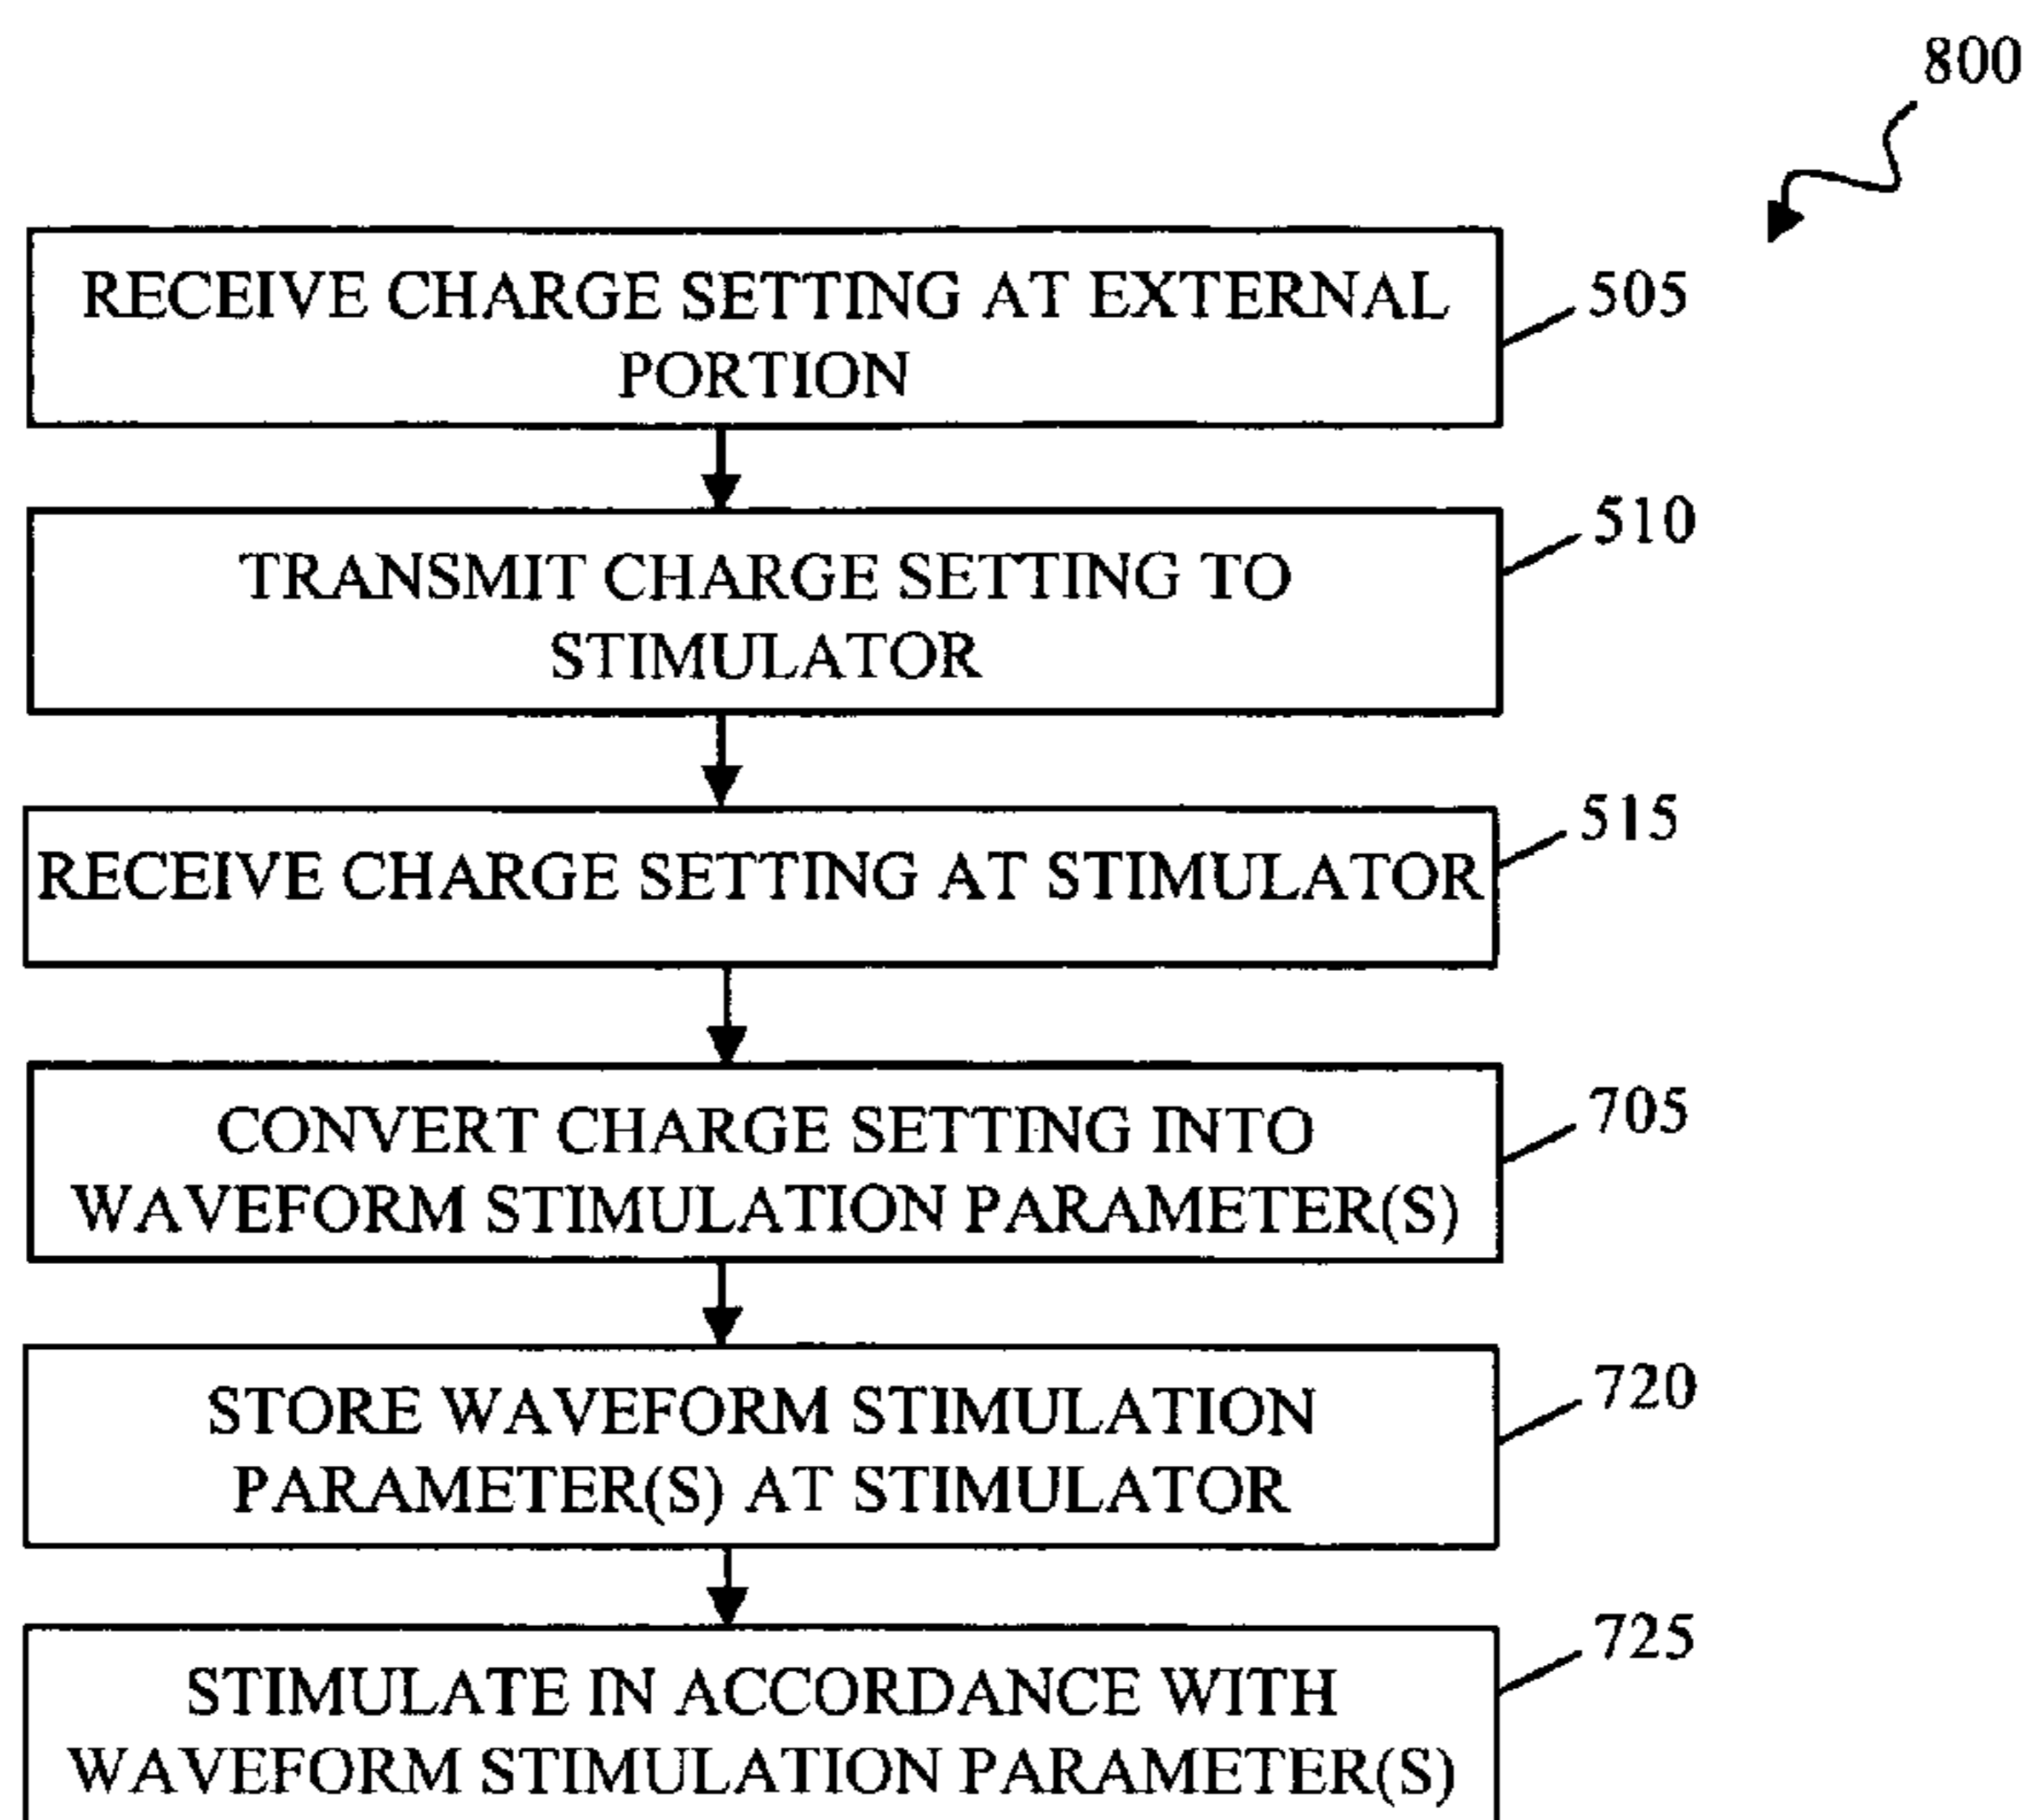 800
RECEIVE CHARGE SETTING AT EXTERNAL
PORTION
505
TRANSMIT CHARGE SETTING TO
STIMULATOR
510
RECEIVE CHARGE SETTING AT STIMULATOR
515
CONVERT CHARGE SETTING INTO
WAVEFORM STIMULATION PARAMETER(S)
705
STORE WAVEFORM STIMULATION
PARAMETER(S) AT STIMULATOR
720
STIMULATE IN ACCORDANCE WITH
WAVEFORM STIMULATION PARAMETER(S)
725